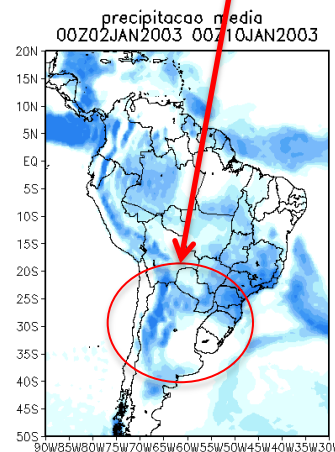 precipitacao media
00Z02JAN2003 00Z10JAN2003
20N
15N
10N
5N
EQ
5S
10S
15S
20S
25S
30S
35S
40S
45S
50S
90W85W80W75W70W65W60W55W50W45W40W35W30W